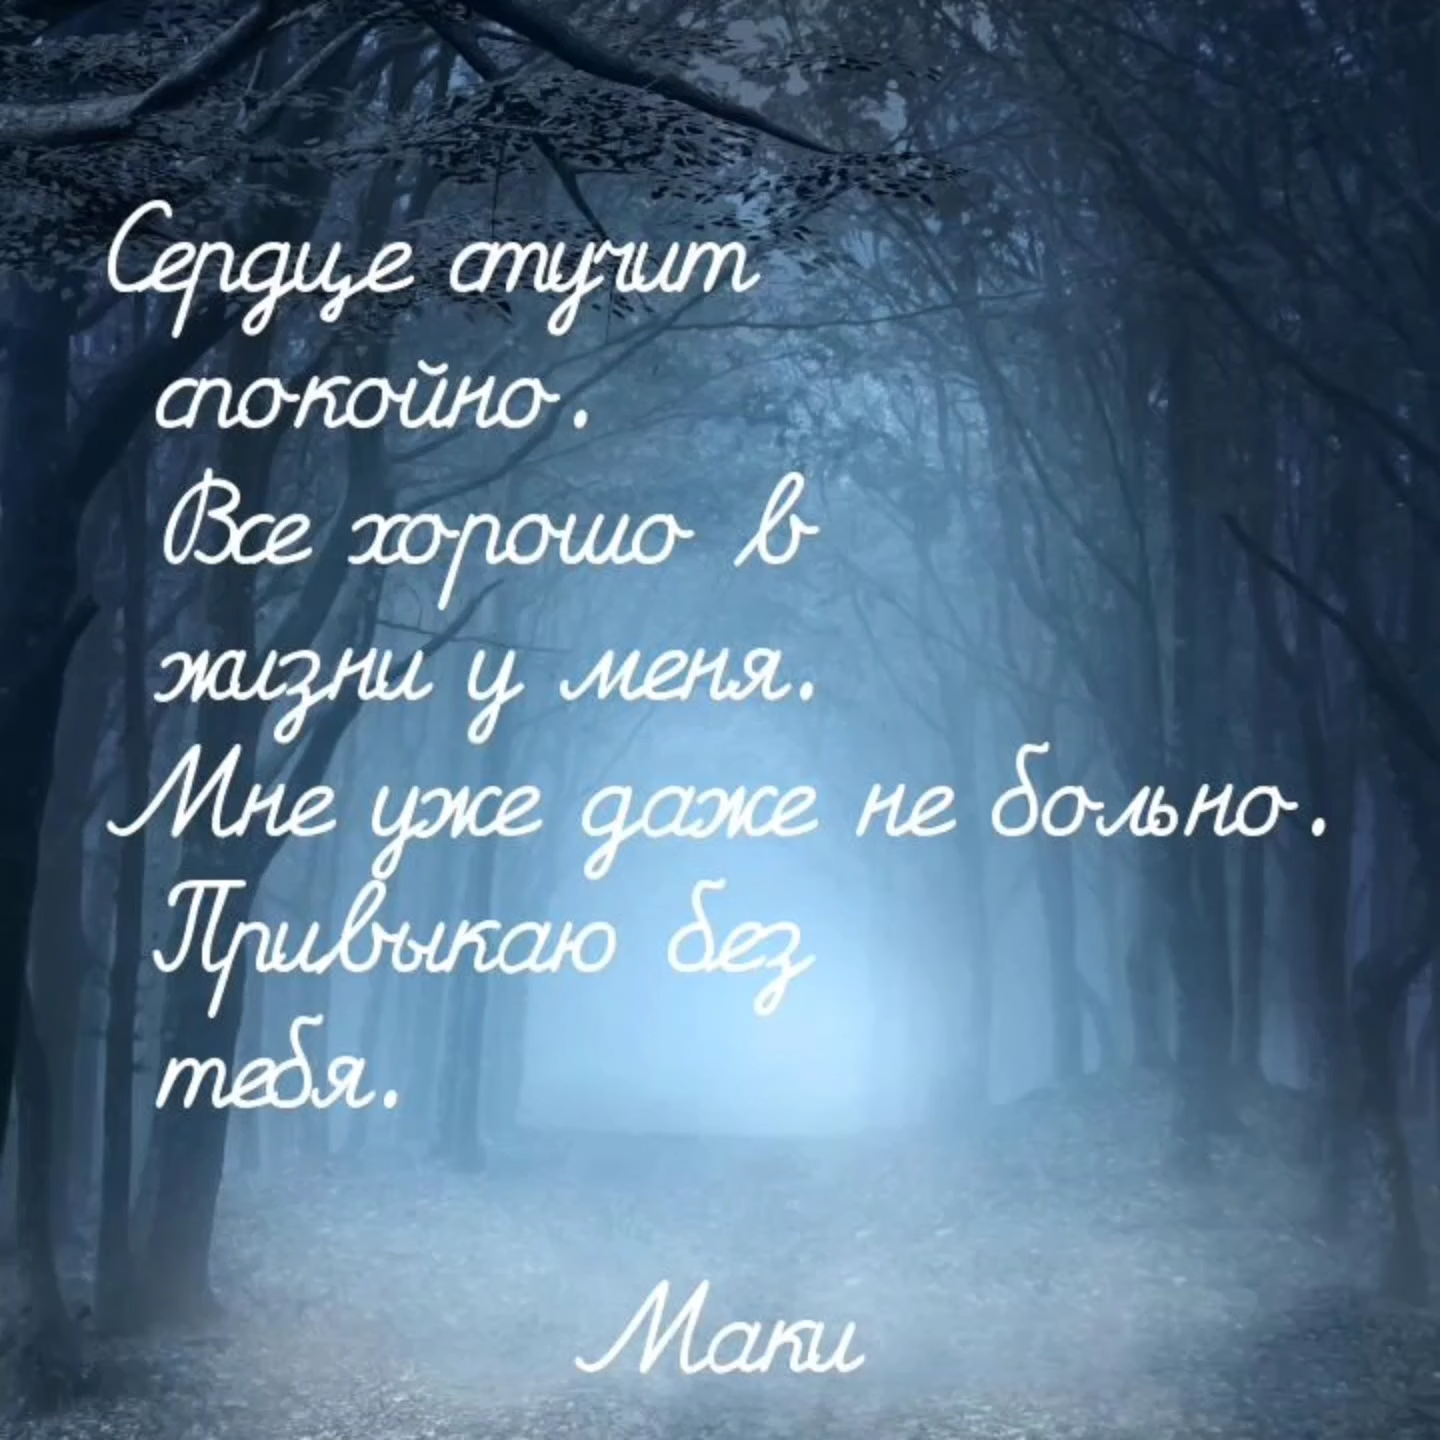 Сердце стучит
спокойно.
Все хорошо в
жизни у меня.
Мне уже даже не больно.
Привыкаю без
тебя.
Маки